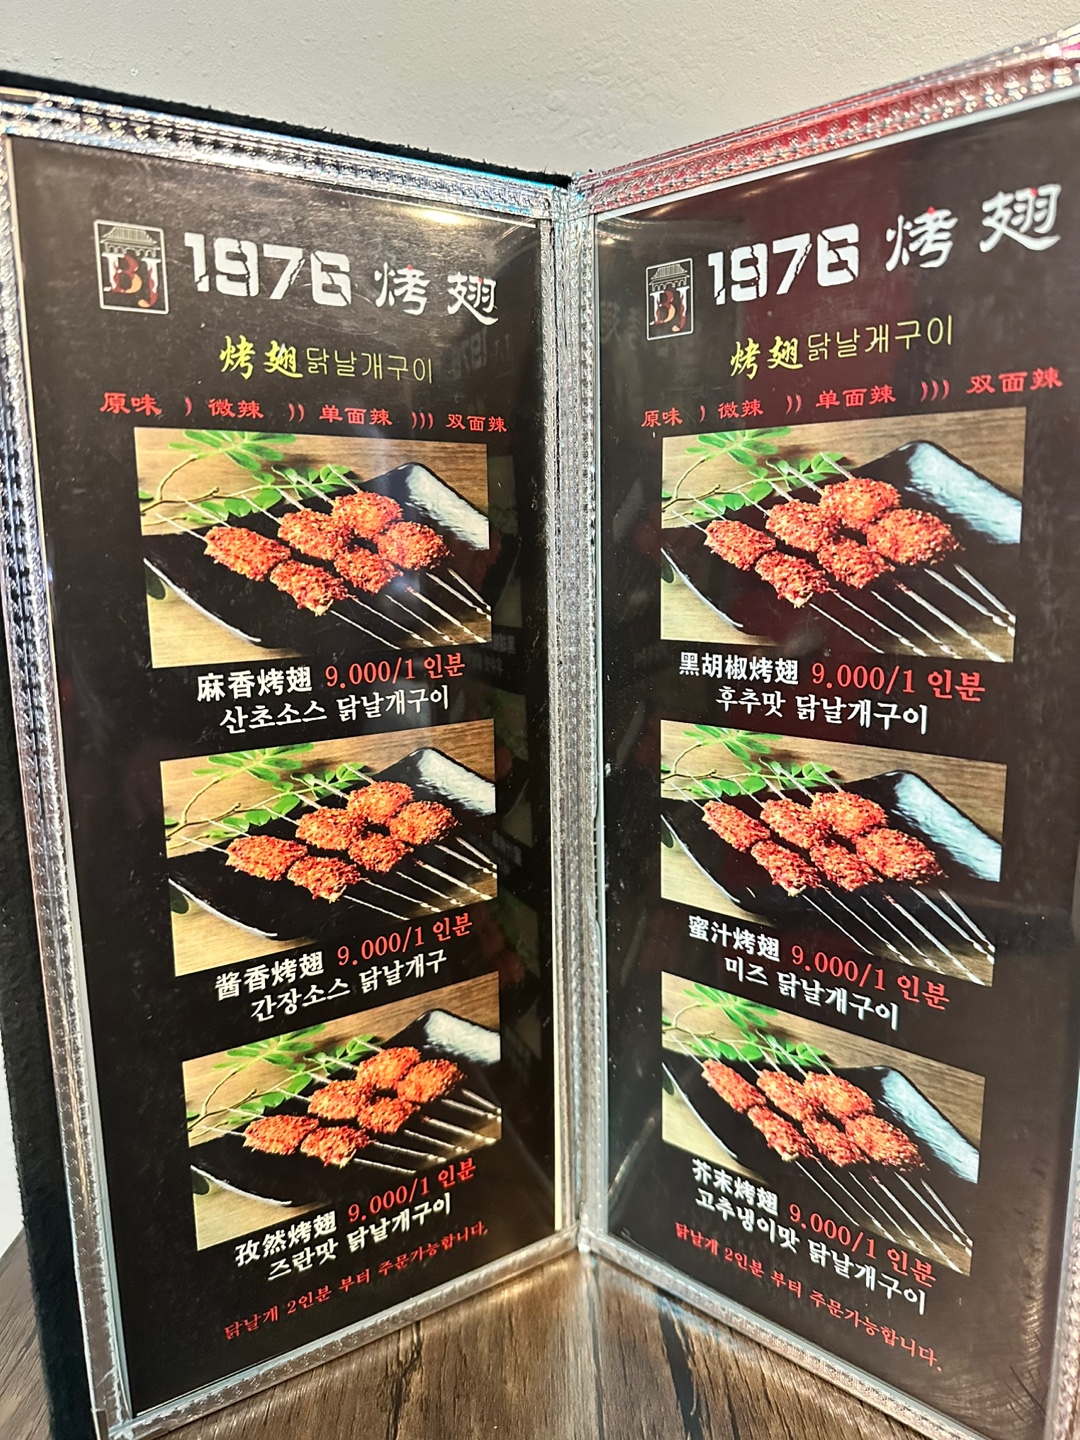 BJ 1976 烤翅
烤翅닭날개구이
原味 ) 微辣 )) 单面辣 ))) 双面辣
麻香烤翅 9.000/1 인분
산초소스 닭날개구이
酱香烤翅 9.000/1 인분
간장소스 닭날개구
孜然烤翅 9.000/1 인분
즈란맛 닭날개구이
닭날개 2인분 부터 주문가능합니다.
BJ 1976 烤翅
烤翅닭날개구이
原味 ) 微辣 )) 单面辣 ))) 双面辣
黑胡椒烤翅 9.000/1 인분
후추맛 닭날개구이
蜜汁烤翅 9.000/1 인분
미즈 닭날개구이
芥末烤翅 9.000/1 인분
고추냉이맛 닭날개구이
닭날개 2인분 부터 주문가능합니다.